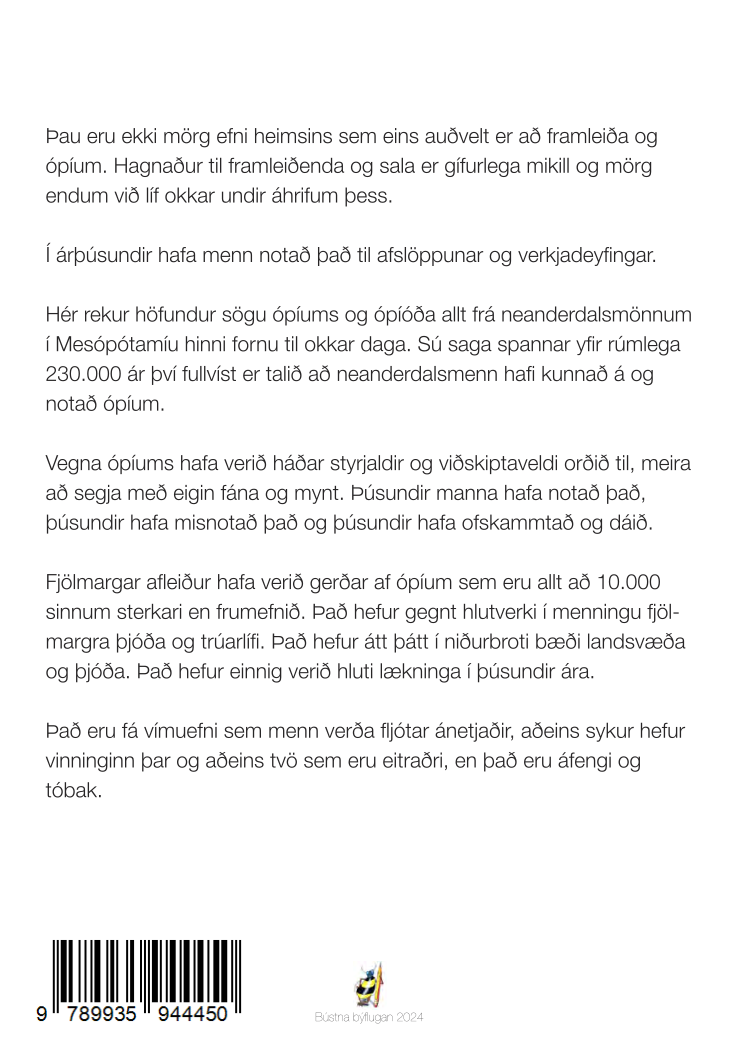 Þau eru ekki mörg efni heimsins sem eins auðvelt er að framleiða og
ópíum. Hagnaður til framleiðenda og sala er gífurlega mikill og mörg
endum við líf okkar undir áhrifum þess.
Í árþúsundir hafa menn notað það til afslöppunar og verkjadeyfingar.
Hér rekur höfundur sögu ópíums og ópíóða allt frá neanderdalsmönnum
í Mesópótamíu hinni fornu til okkar daga. Sú saga spannar yfir rúmlega
230.000 ár því fullvíst er talið að neanderdalsmenn hafi kunnað á og
notað ópíum.
Vegna ópíums hafa verið háðar styrjaldir og viðskiptaveldi orðið til, meira
að segja með eigin fána og mynt. Þúsundir manna hafa notað það,
þúsundir hafa misnotað það og þúsundir hafa ofskammtað og dáið.
Fjölmargar afleiður hafa verið gerðar af ópíum sem eru allt að 10.000
sinnum sterkari en frumefnið. Það hefur gegnt hlutverki í menningu fjöl-
margra þjóða og trúarlífi. Það hefur átt þátt í niðurbroti bæði landsvæða
og þjóða. Það hefur einnig verið hluti lækninga í þúsundir ára.
Það eru fá vímuefni sem menn verða fljótar ánetjaðir, aðeins sykur hefur
vinninginn þar og aðeins tvö sem eru eitraðri, en það eru áfengi og
tóbak.
9 789935 944450
Bústna býflugan 2024